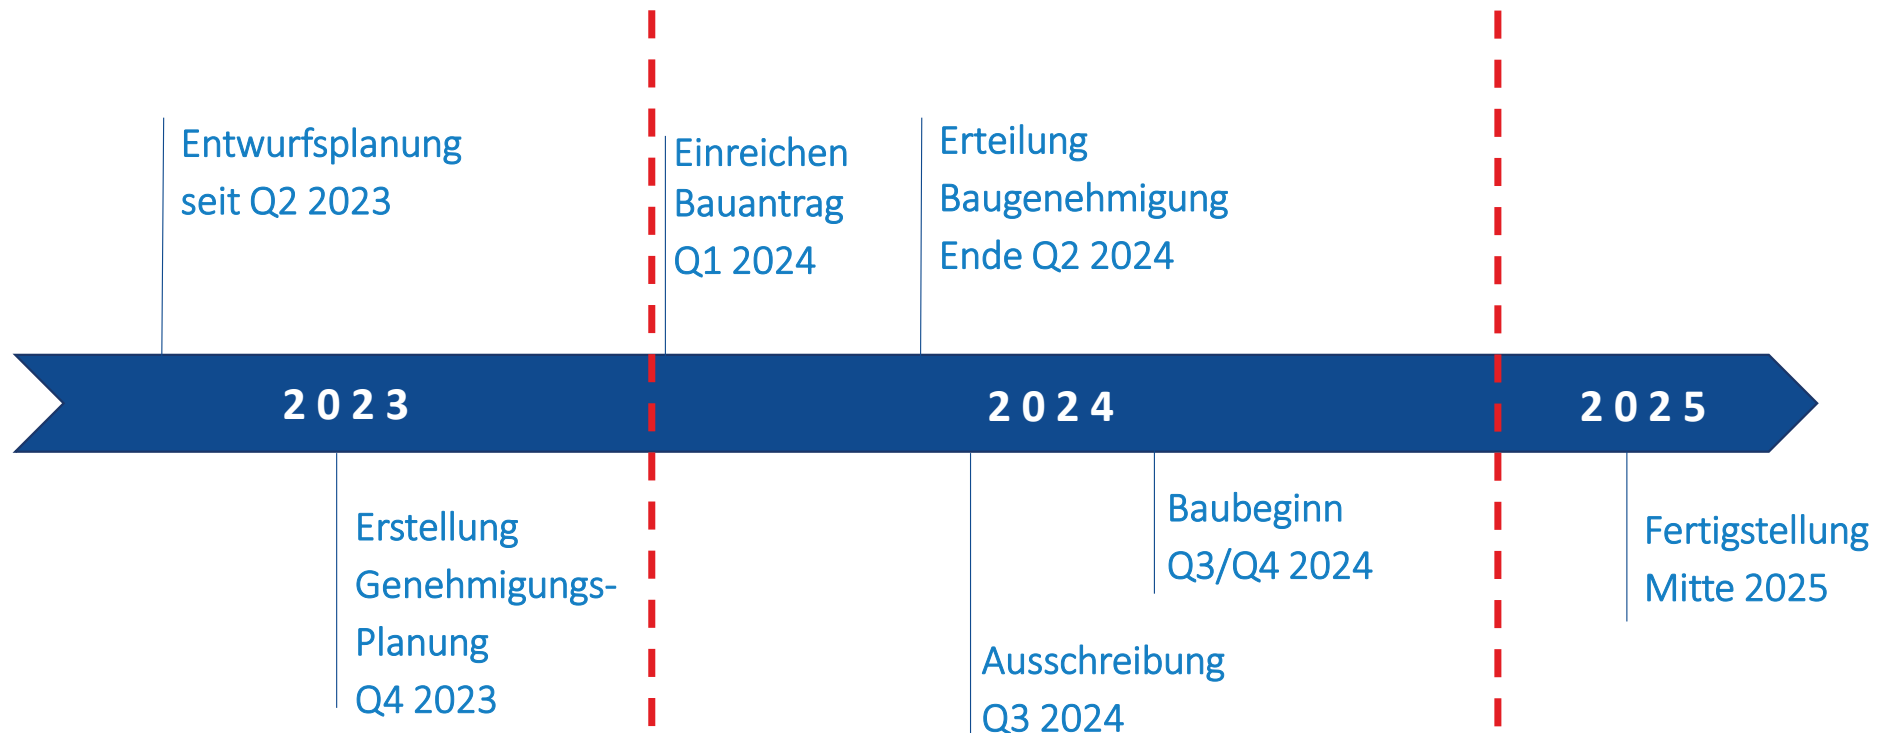 Entwurfsplanung
seit Q2 2023
Einreichen
Bauantrag
Q1 2024
Erteilung
Baugenehmigung
Ende Q2 2024
2023
2024
2025
Erstellung
Genehmigungs-
Planung
Q4 2023
Ausschreibung
Q3 2024
Baubeginn
Q3/Q4 2024
Fertigstellung
Mitte 2025